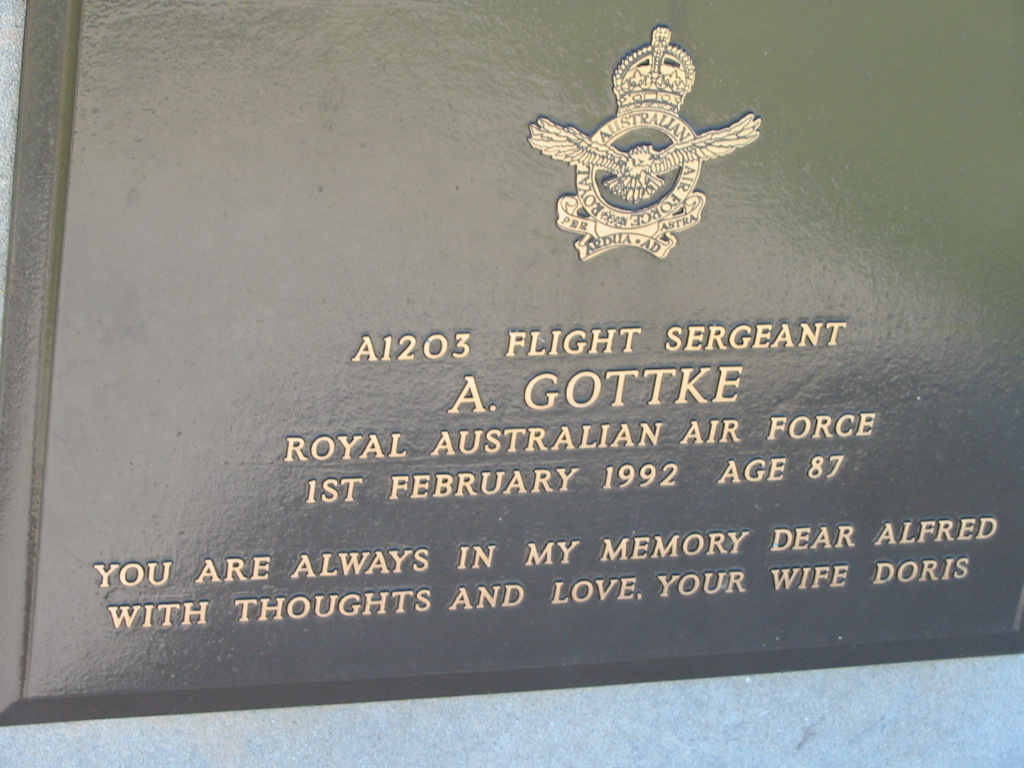 ROYAL AUSTRALIAN AIR FORCE
PER ARDUA · AD ASTRA
A1203 FLIGHT SERGEANT
A. GOTTKE
ROYAL AUSTRALIAN AIR FORCE
1ST FEBRUARY 1992 AGE 87
YOU ARE ALWAYS IN MY MEMORY DEAR ALFRED
WITH THOUGHTS AND LOVE. YOUR WIFE DORIS